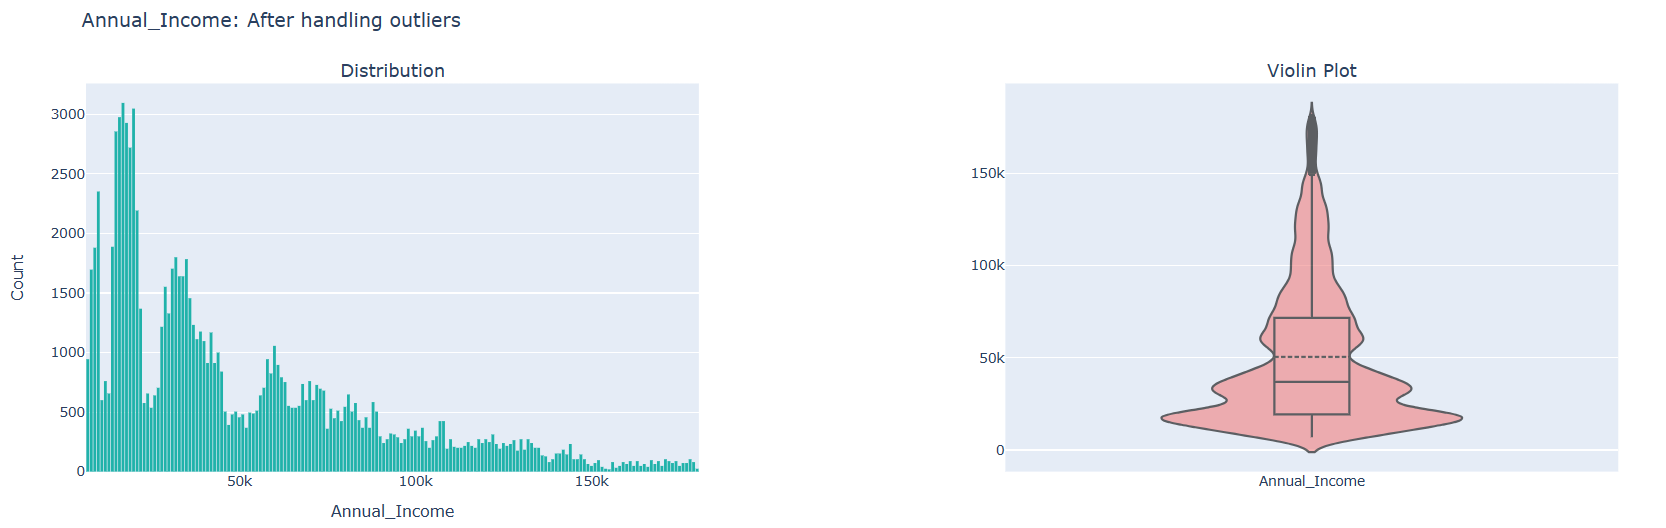 Annual_Income: After handling outliers
Distribution
3000
2500
2000
1500
1000
500
0
Count
50k
100k
150k
Annual_Income
Violin Plot
150k
100k
50k
0
Annual_Income